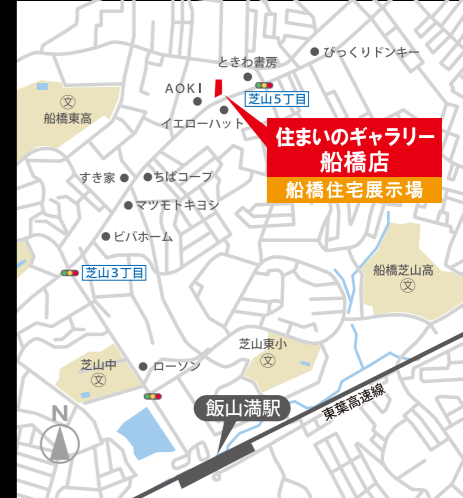 びっくりドンキー
ときわ書房
AOKI
芝山5丁目
文
船橋東高
イエローハット
住まいのギャラリー
船橋店
船橋住宅展示場
すき家
ちばコープ
マツモトキヨシ
ビバホーム
芝山3丁目
船橋芝山高
文
芝山東小
文
芝山中
文
ローソン
飯山満駅
東葉高速線
N